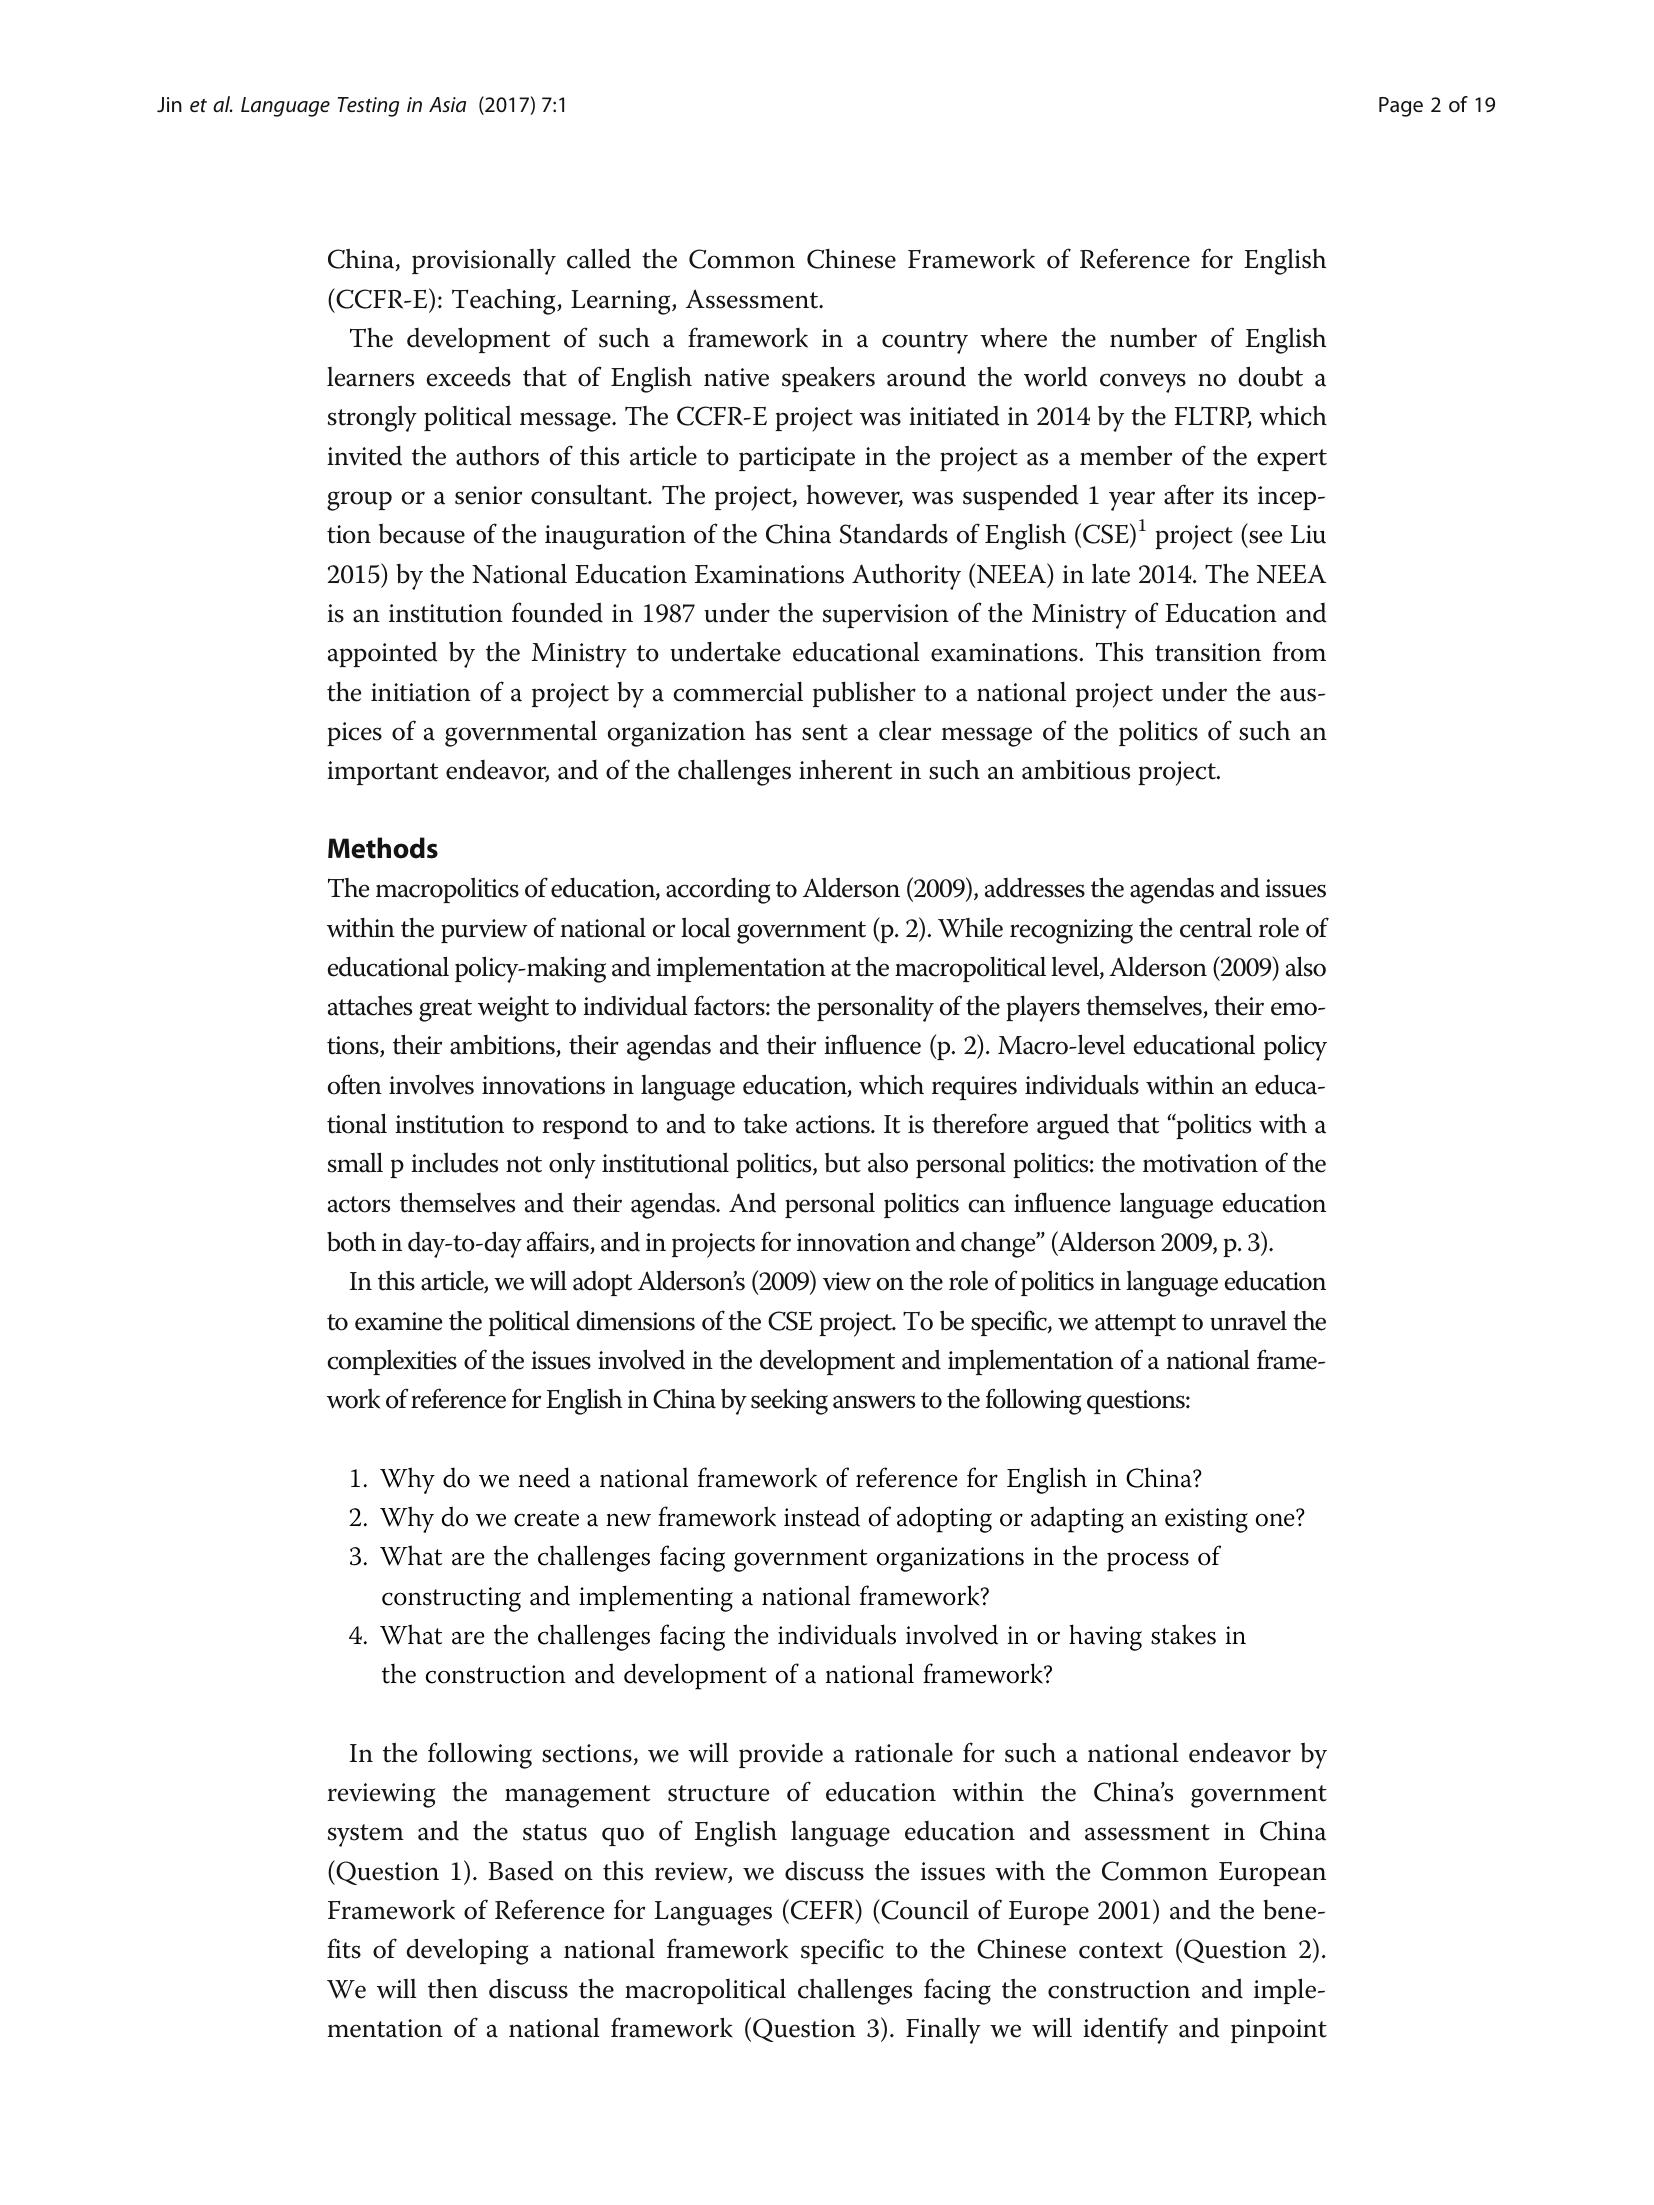 Jin et al. Language Testing in Asia (2017) 7:1
Page 2 of 19
China, provisionally called the Common Chinese Framework of Reference for English
(CCFR-E): Teaching, Learning, Assessment.
The development of such a framework in a country where the number of English
learners exceeds that of English native speakers around the world conveys no doubt a
strongly political message. The CCFR-E project was initiated in 2014 by the FLTRP, which
invited the authors of this article to participate in the project as a member of the expert
group or a senior consultant. The project, however, was suspended 1 year after its incep-
tion because of the inauguration of the China Standards of English (CSE)1 project (see Liu
2015) by the National Education Examinations Authority (NEEA) in late 2014. The NEEA
is an institution founded in 1987 under the supervision of the Ministry of Education and
appointed by the Ministry to undertake educational examinations. This transition from
the initiation of a project by a commercial publisher to a national project under the aus-
pices of a governmental organization has sent a clear message of the politics of such an
important endeavor, and of the challenges inherent in such an ambitious project.
Methods
The macropolitics of education, according to Alderson (2009), addresses the agendas and issues
within the purview of national or local government (p. 2). While recognizing the central role of
educational policy-making and implementation at the macropolitical level, Alderson (2009) also
attaches great weight to individual factors: the personality of the players themselves, their emo-
tions, their ambitions, their agendas and their influence (p. 2). Macro-level educational policy
often involves innovations in language education, which requires individuals within an educa-
tional institution to respond to and to take actions. It is therefore argued that “politics with a
small p includes not only institutional politics, but also personal politics: the motivation of the
actors themselves and their agendas. And personal politics can influence language education
both in day-to-day affairs, and in projects for innovation and change” (Alderson 2009, p. 3).
In this article, we will adopt Alderson’s (2009) view on the role of politics in language education
to examine the political dimensions of the CSE project. To be specific, we attempt to unravel the
complexities of the issues involved in the development and implementation of a national frame-
work of reference for English in China by seeking answers to the following questions:
1. Why do we need a national framework of reference for English in China?
2. Why do we create a new framework instead of adopting or adapting an existing one?
3. What are the challenges facing government organizations in the process of
constructing and implementing a national framework?
4. What are the challenges facing the individuals involved in or having stakes in
the construction and development of a national framework?
In the following sections, we will provide a rationale for such a national endeavor by
reviewing the management structure of education within the China’s government
system and the status quo of English language education and assessment in China
(Question 1). Based on this review, we discuss the issues with the Common European
Framework of Reference for Languages (CEFR) (Council of Europe 2001) and the bene-
fits of developing a national framework specific to the Chinese context (Question 2).
We will then discuss the macropolitical challenges facing the construction and imple-
mentation of a national framework (Question 3). Finally we will identify and pinpoint